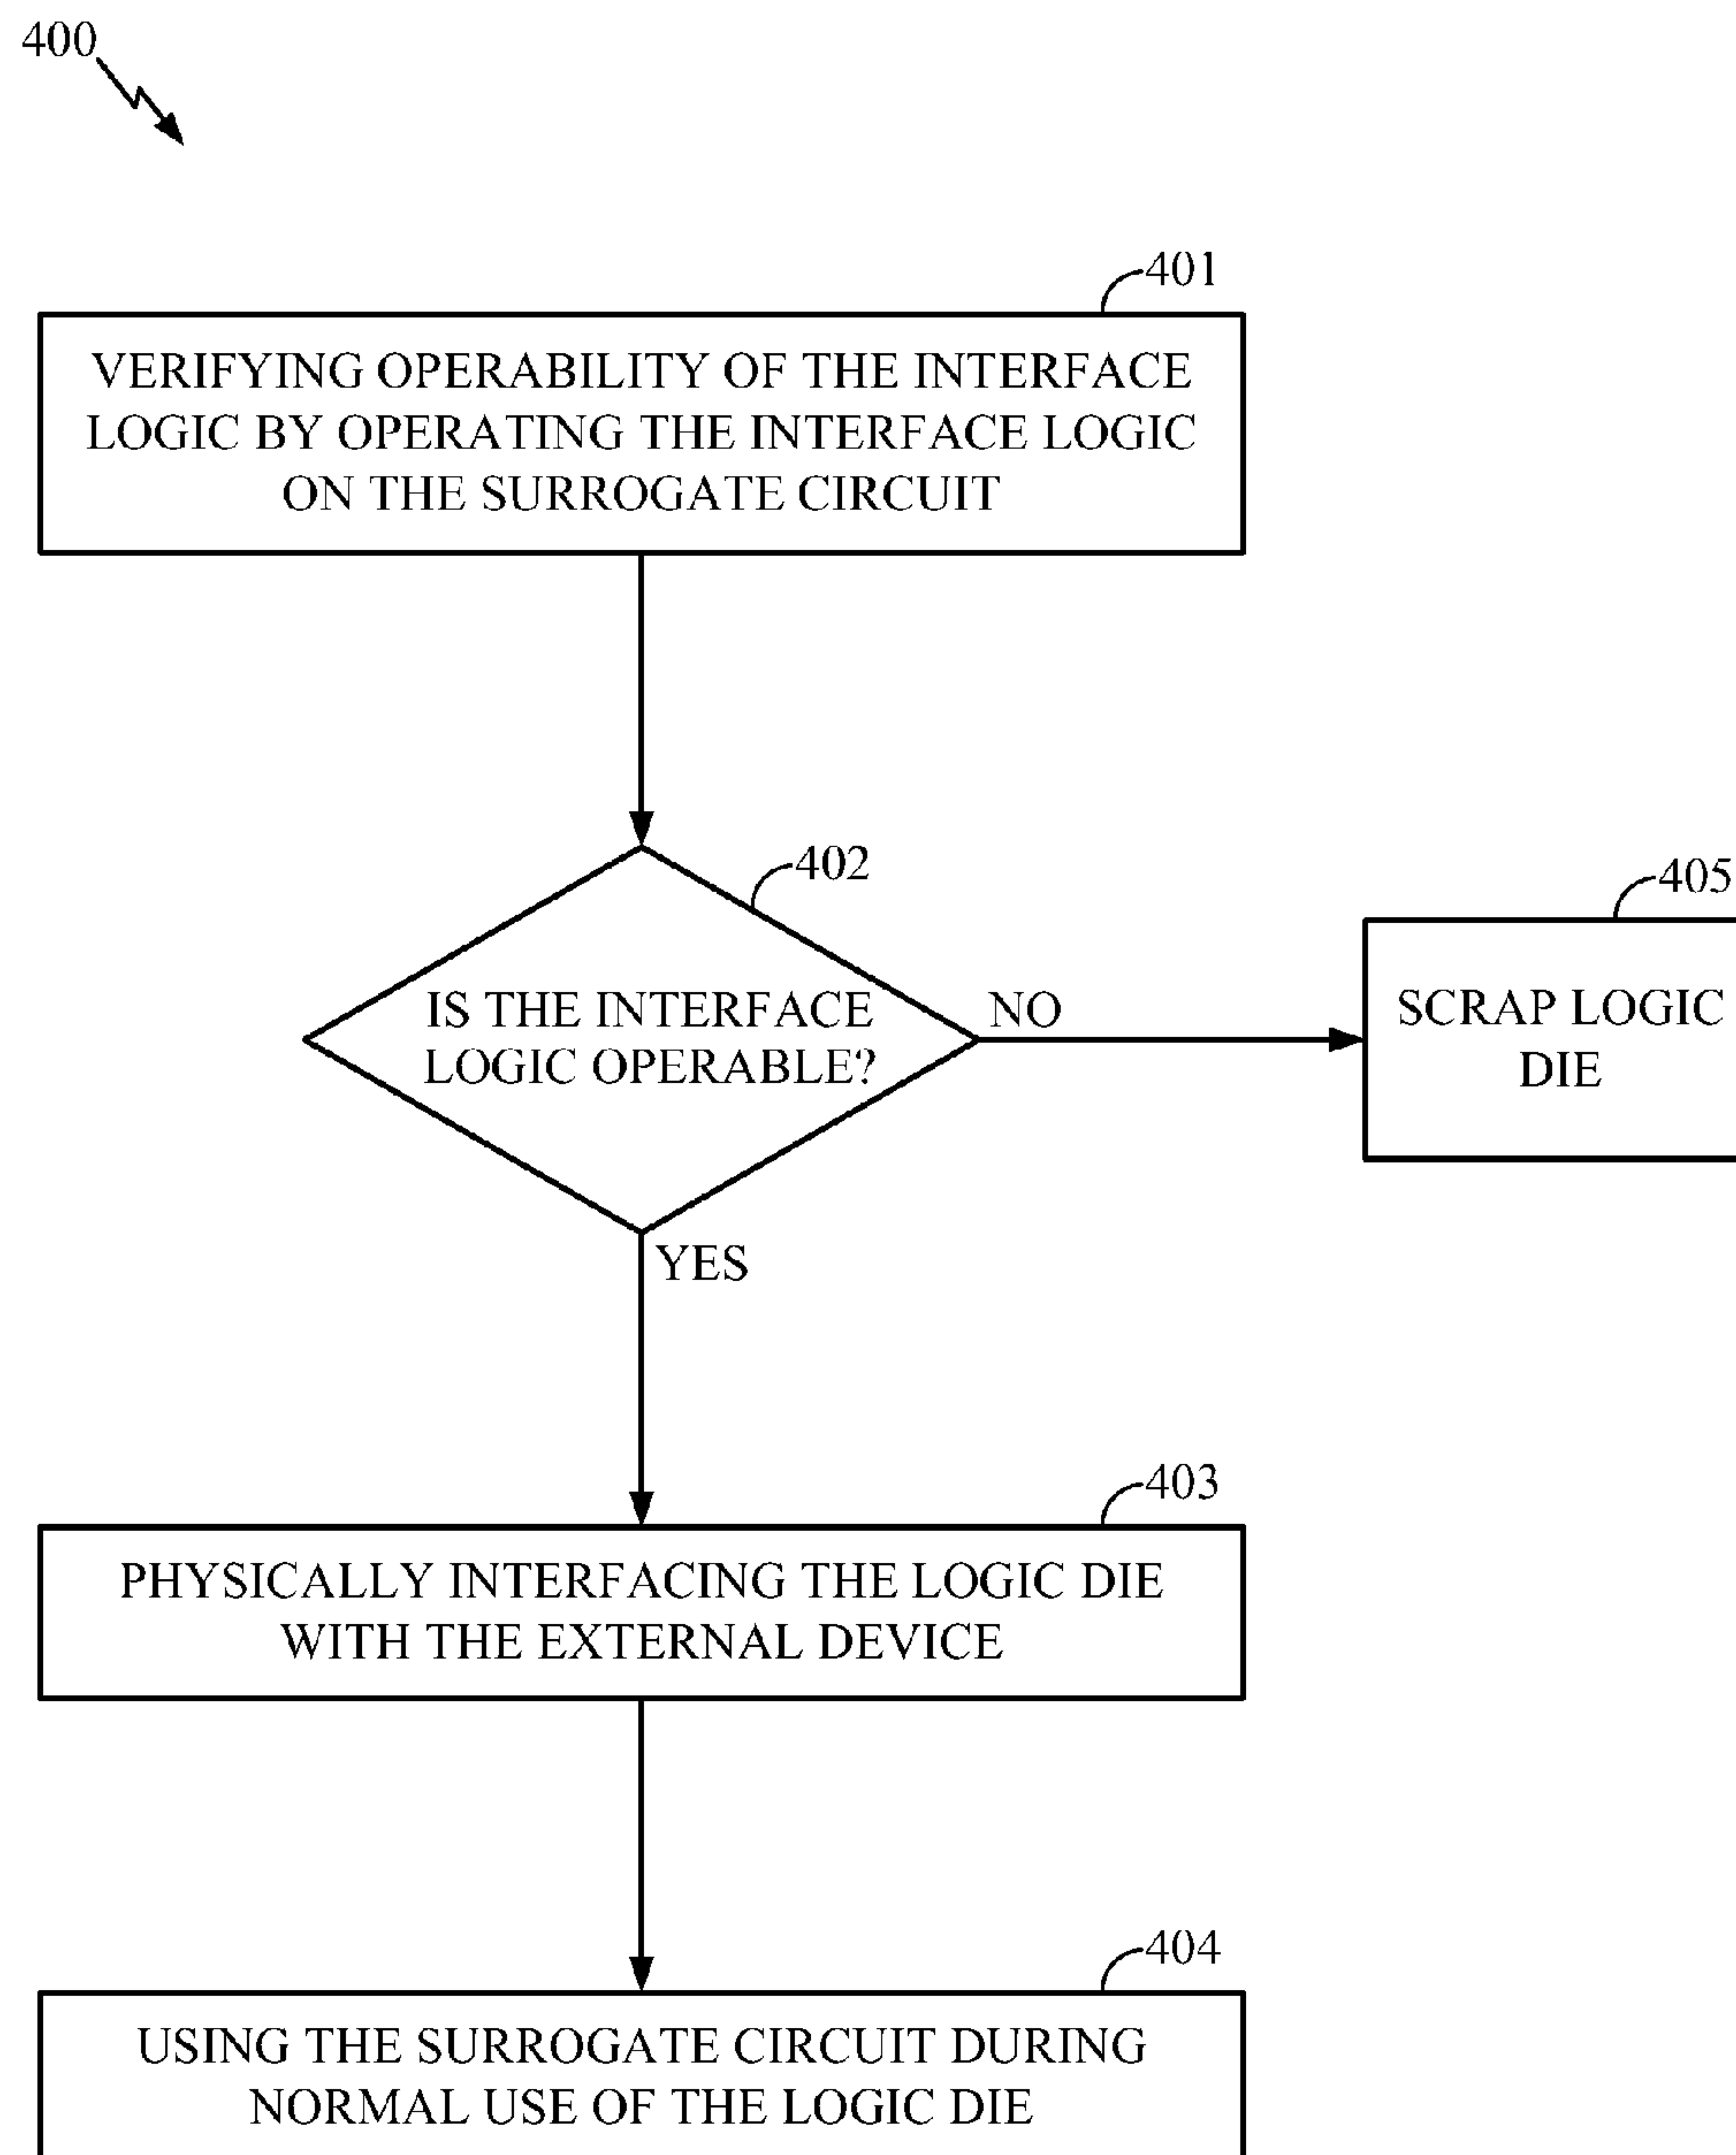 400
401
VERIFYING OPERABILITY OF THE INTERFACE
LOGIC BY OPERATING THE INTERFACE LOGIC
ON THE SURROGATE CIRCUIT
402
IS THE INTERFACE
LOGIC OPERABLE?
NO
405
SCRAP LOGIC
DIE
YES
403
PHYSICALLY INTERFACING THE LOGIC DIE
WITH THE EXTERNAL DEVICE
404
USING THE SURROGATE CIRCUIT DURING
NORMAL USE OF THE LOGIC DIE